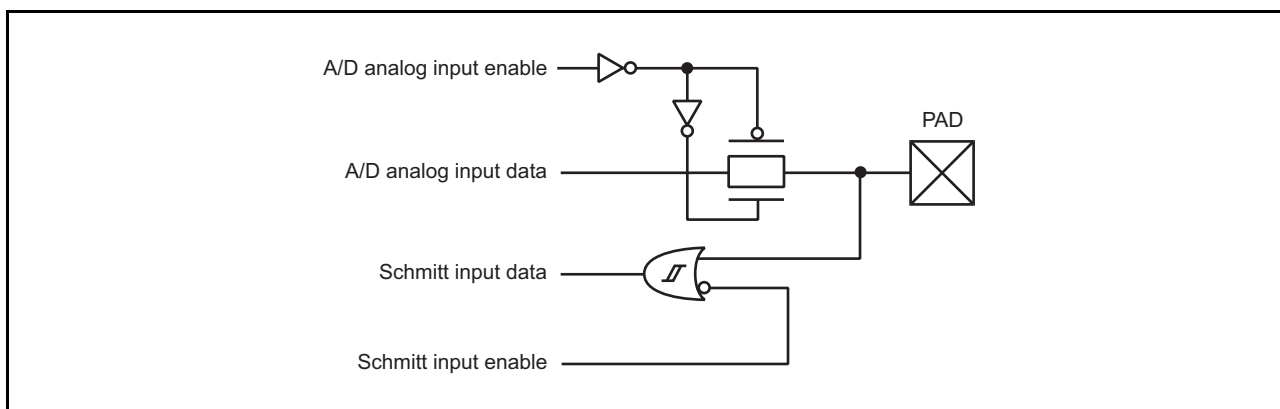 A/D analog input enable
PAD
A/D analog input data
Schmitt input data
Schmitt input enable